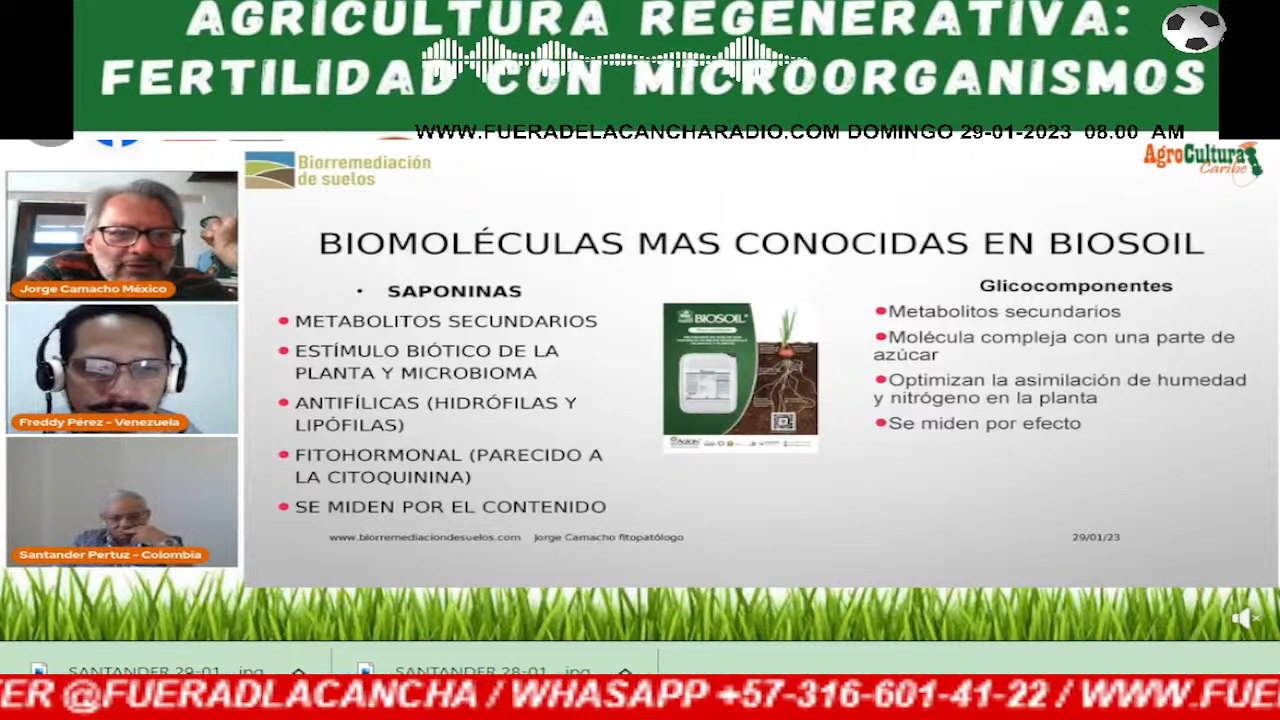 AGRICULTURA REGENERATIVA:
FERTILIDAD CON MICROORGANISMOS
WWW.FUERADELACANCHARADIO.COM DOMINGO 29-01-2023 08.00 AM
Biorremediación
de suelos
AgroCultura
Caribe
BIOMOLÉCULAS MAS CONOCIDAS EN BIOSOIL
• SAPONINAS
• METABOLITOS SECUNDARIOS
• ESTÍMULO BIÓTICO DE LA
PLANTA Y MICROBIOMA
• ANTIFÍLICAS (HIDRÓFILAS Y
LIPÓFILAS)
• FITOHORMONAL (PARECIDO A
LA CITOQUININA)
• SE MIDEN POR EL CONTENIDO
BIOSOIL
Glicocomponentes
•Metabolitos secundarios
•Molécula compleja con una parte de
azúcar
•Optimizan la asimilación de humedad
y nitrógeno en la planta
•Se miden por efecto
www.biorremediaciondesuelos.com Jorge Camacho fitopatólogo
29/01/23
Jorge Camacho México
Freddy Pérez - Venezuela
Santander Pertuz - Colombia
SANTANDER 29-01....jpg
SANTANDER 28-01....jpg
TER @FUERADLACANCHA / WHASAPP +57-316-601-41-22 / WWW.FUE